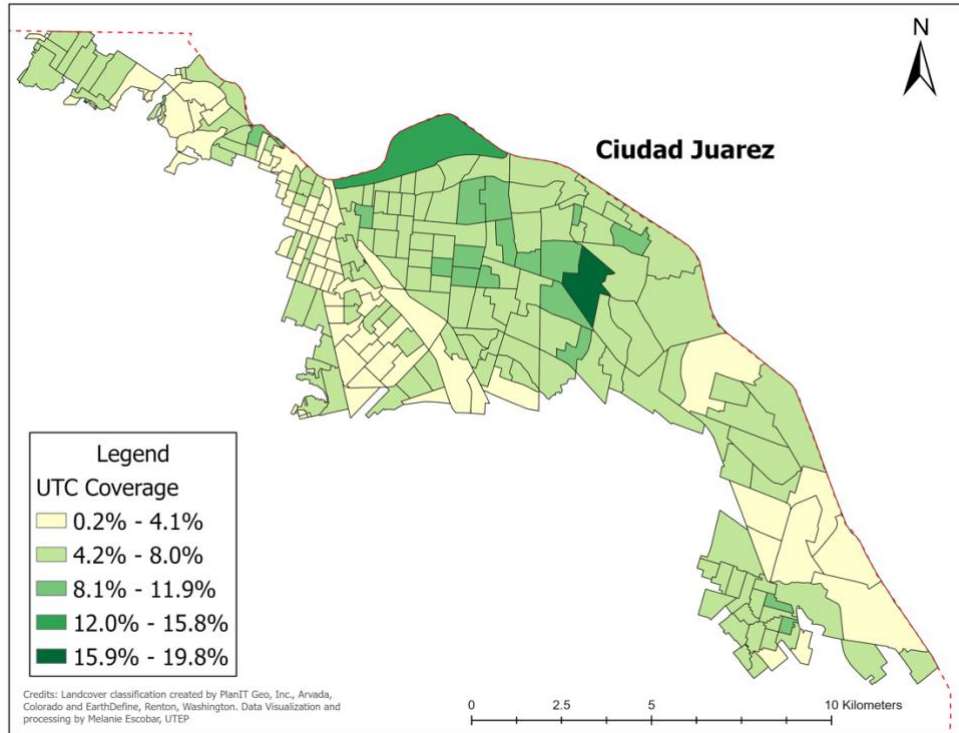 N
Ciudad Juarez
Legend
UTC Coverage
0.2% - 4.1%
4.2% - 8.0%
8.1% - 11.9%
12.0% - 15.8%
15.9% - 19.8%
Credits: Landcover classification created by PlanIT Geo, Inc., Arvada,
Colorado and EarthDefine, Renton, Washington. Data Visualization and
processing by Melanie Escobar, UTEP
0 2.5 5 10 Kilometers